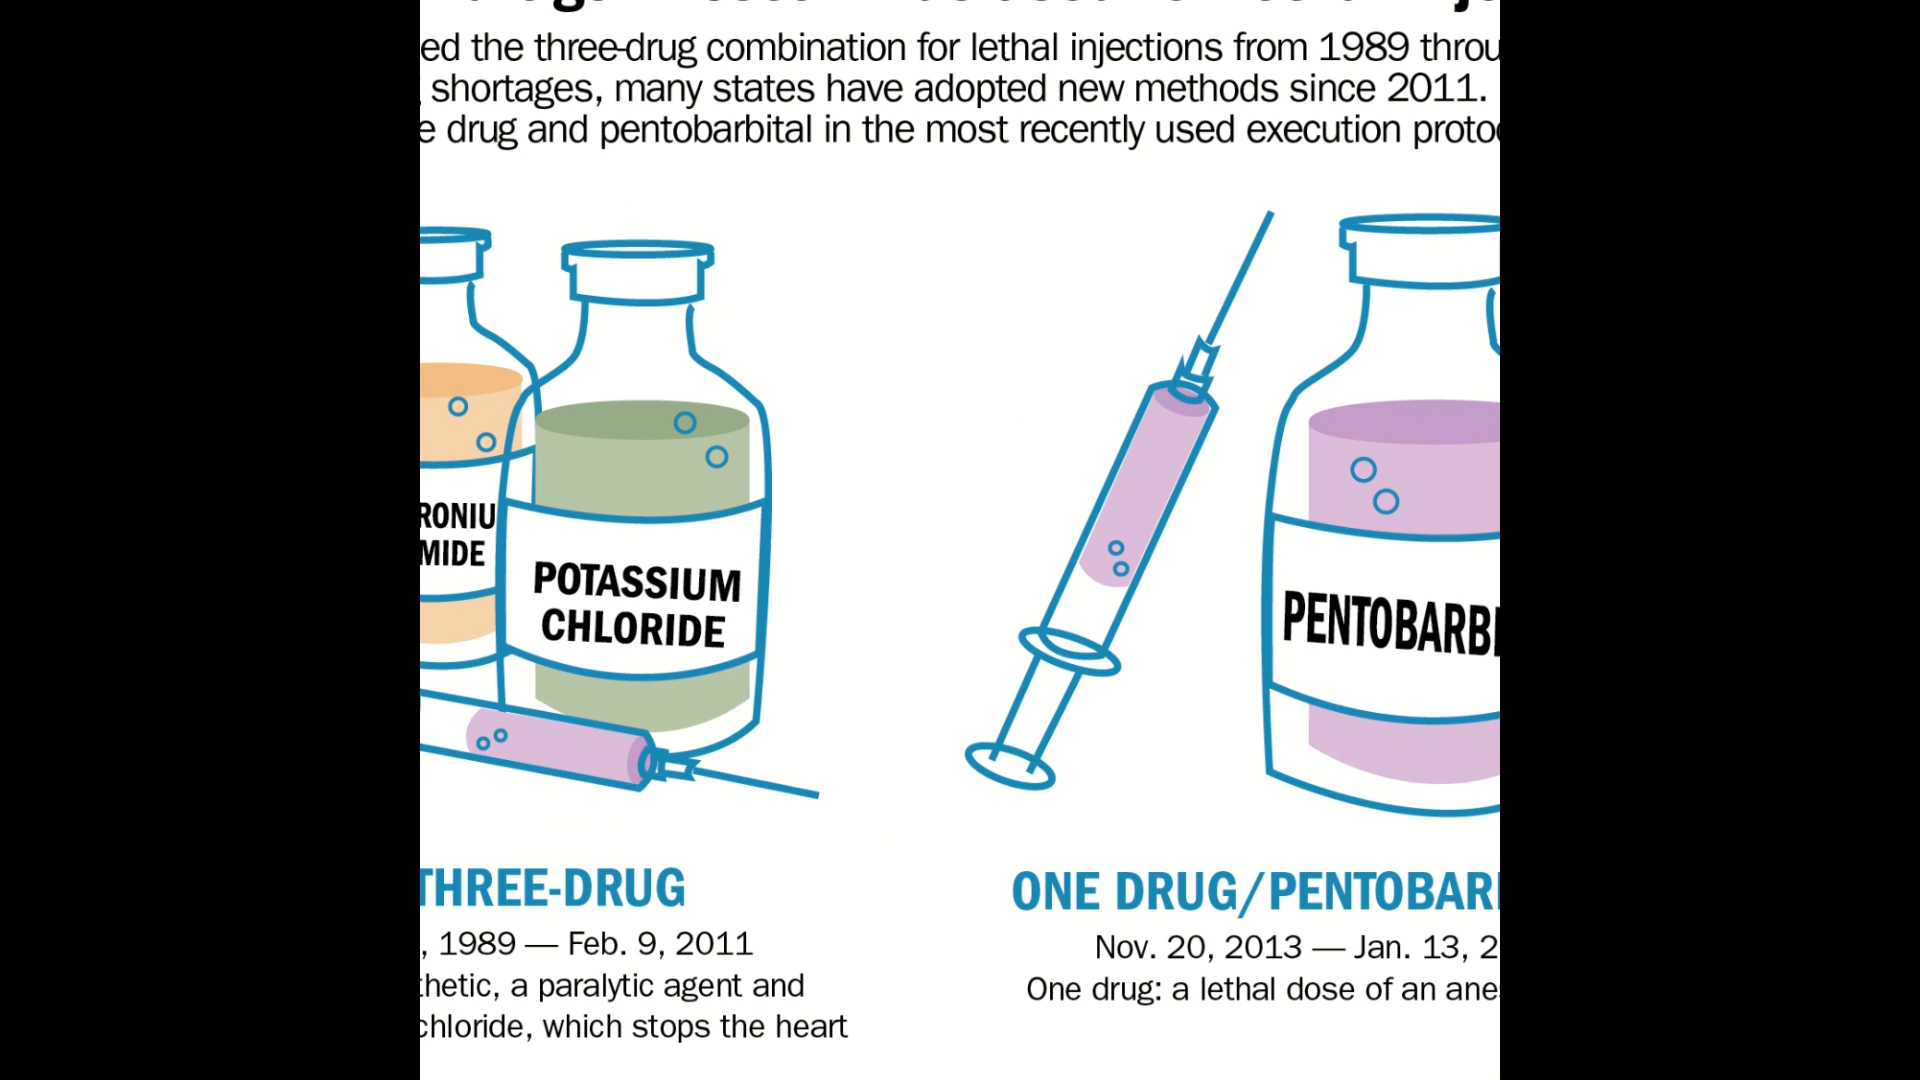 ed the three-drug combination for lethal injections from 1989 throu
shortages, many states have adopted new methods since 2011.
e drug and pentobarbital in the most recently used execution proto
RONIU
MIDE
POTASSIUM
CHLORIDE
PENTOBARBI
THREE-DRUG
, 1989 — Feb. 9, 2011
thetic, a paralytic agent and
chloride, which stops the heart
ONE DRUG/PENTOBAR
Nov. 20, 2013 — Jan. 13, 2
One drug: a lethal dose of an ane